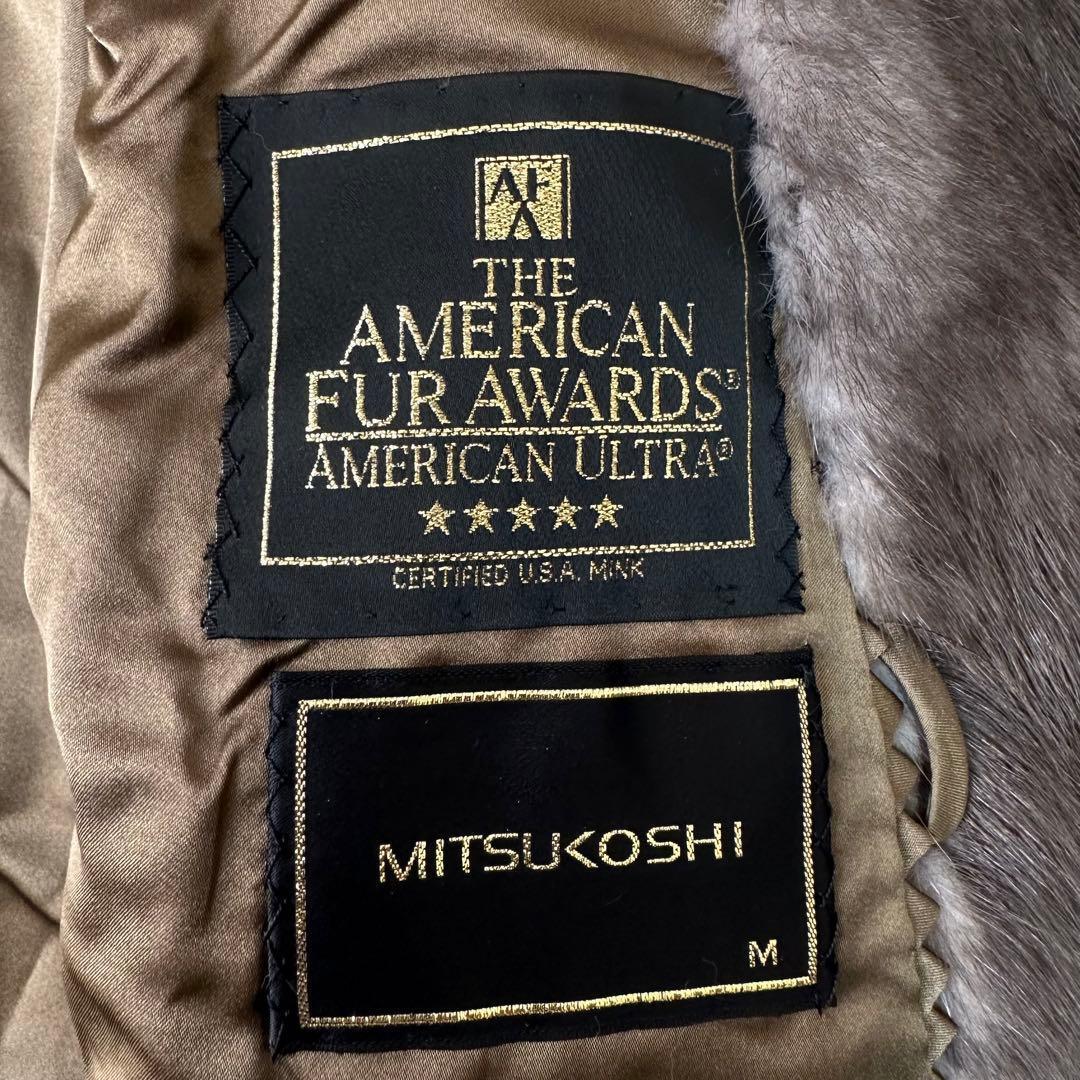 AFA
THE
AMERICAN
FUR AWARDS®
AMERICAN ULTRA®
★★★★★
CERTIFIED U.S.A. MINK
MITSUKOSHI
M